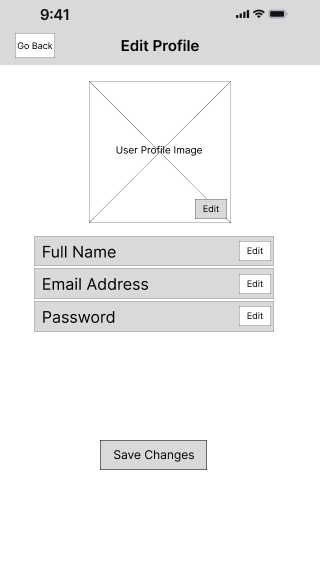 9:41
Go Back
Edit Profile
User Profile Image
Edit
Full Name
Edit
Email Address
Edit
Password
Edit
Save Changes